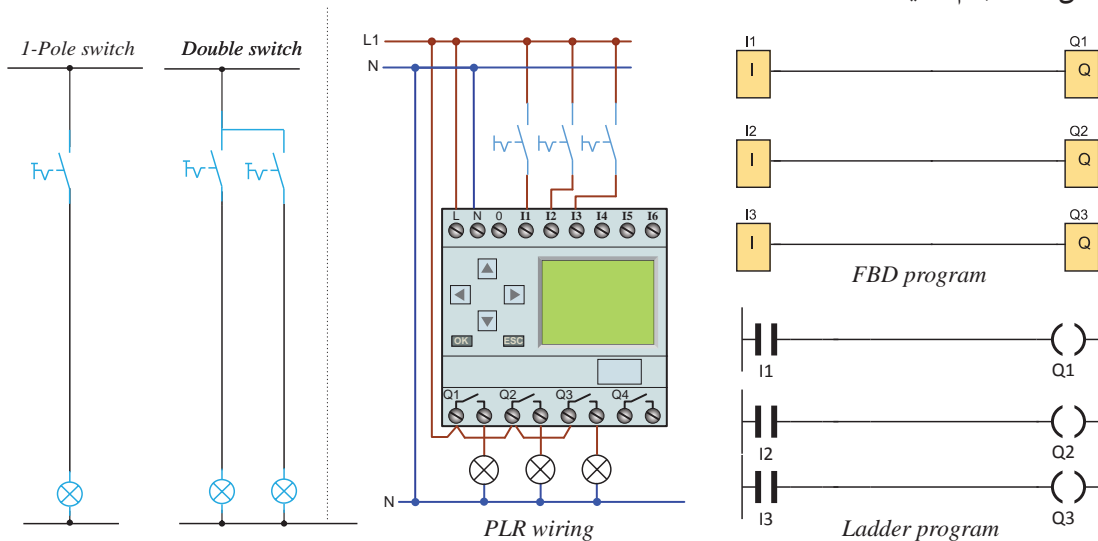 1-Pole switch
Double switch
L1
N
L N 0 I1 I2 I3 I4 I5 I6
OK ESC
Q1 Q2 Q3 Q4
N
PLR wiring
I1 Q1
I Q
I2 Q2
I Q
I3 Q3
I Q
FBD program
I1 Q1
I2 Q2
I3 Q3
Ladder program